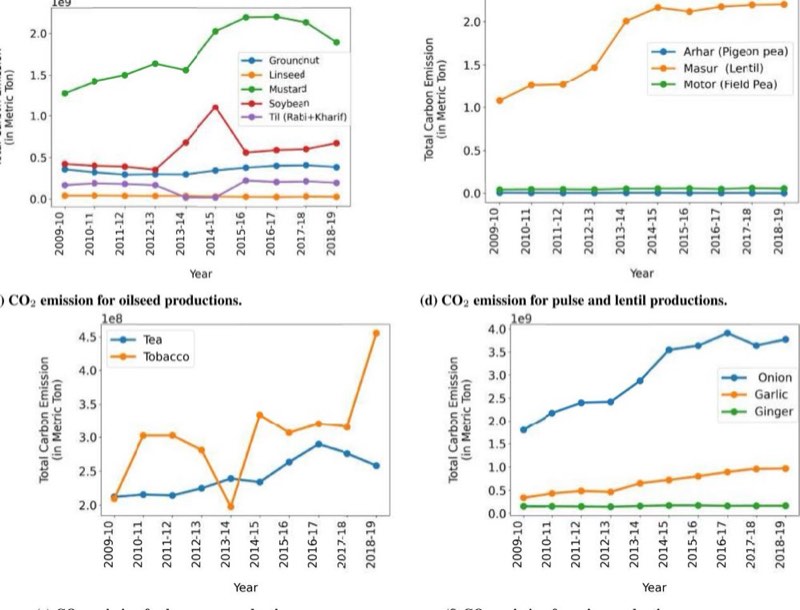 1e9
2.0
1.5
1.0
0.5
0.0
Groundnut
Linseed
Mustard
Soybean
Til (Rabi+Kharif)
(in Metric Ton)
2009-10
2010-11
2011-12
2012-13
2013-14
2014-15
2015-16
2016-17
2017-18
2018-19
Year
) CO₂ emission for oilseed productions.
2.0
1.5
1.0
0.5
0.0
Arhar (Pigeon pea)
Masur (Lertil)
Motor (Field Pea)
Total Carbon Emission
(in Metric Ton)
2009-10
2010-11
2011-12
2012-13
2013-14
2014-15
2015-16
2016-17
2017-18
2018-19
Year
(d) CO₂ emission for pulse and lentil productions.
1e8
4.5
4.0
3.5
3.0
2.5
2.0
Tea
Tobacco
Total Carbon Emission
(in Metric Ton)
2009-10
2010-11
2011-12
2012-13
2013-14
2014-15
2015-16
2016-17
2017-18
2018-19
Year
1e9
4.0
3.5
3.0
2.5
2.0
1.5
1.0
0.5
0.0
Onion
Garlic
Ginger
Total Carbon Emission
(in Metric Ton)
2009-10
2010-11
2011-12
2012-13
2013-14
2014-15
2015-16
2016-17
2017-18
2018-19
Year